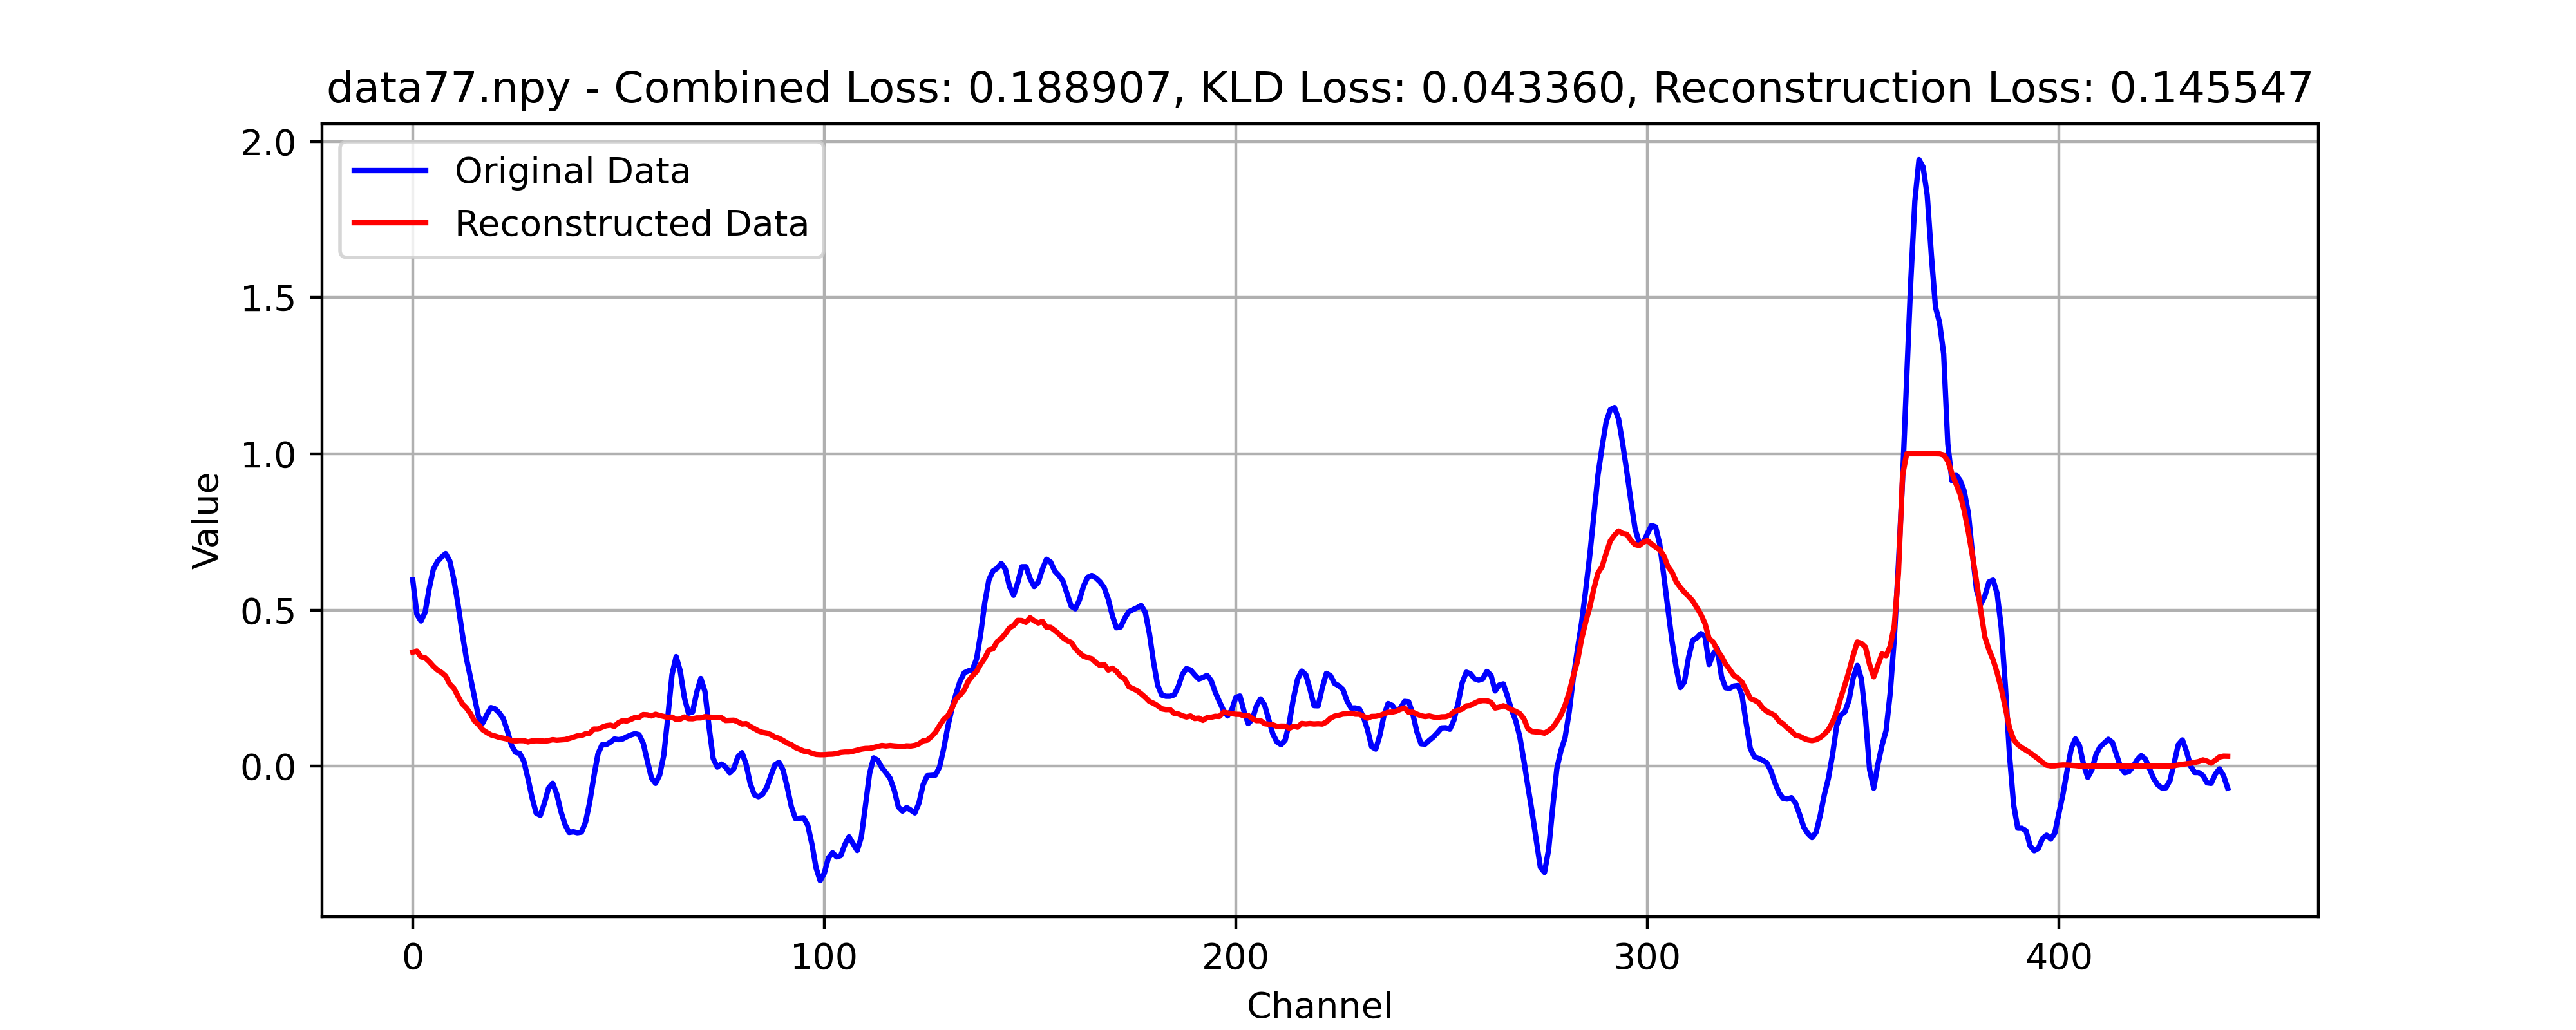 data77.npy - Combined Loss: 0.188907, KLD Loss: 0.043360, Reconstruction Loss: 0.145547
Original Data
Reconstructed Data
2.0
1.5
1.0
0.5
0.0
Value
0 100 200 300 400
Channel